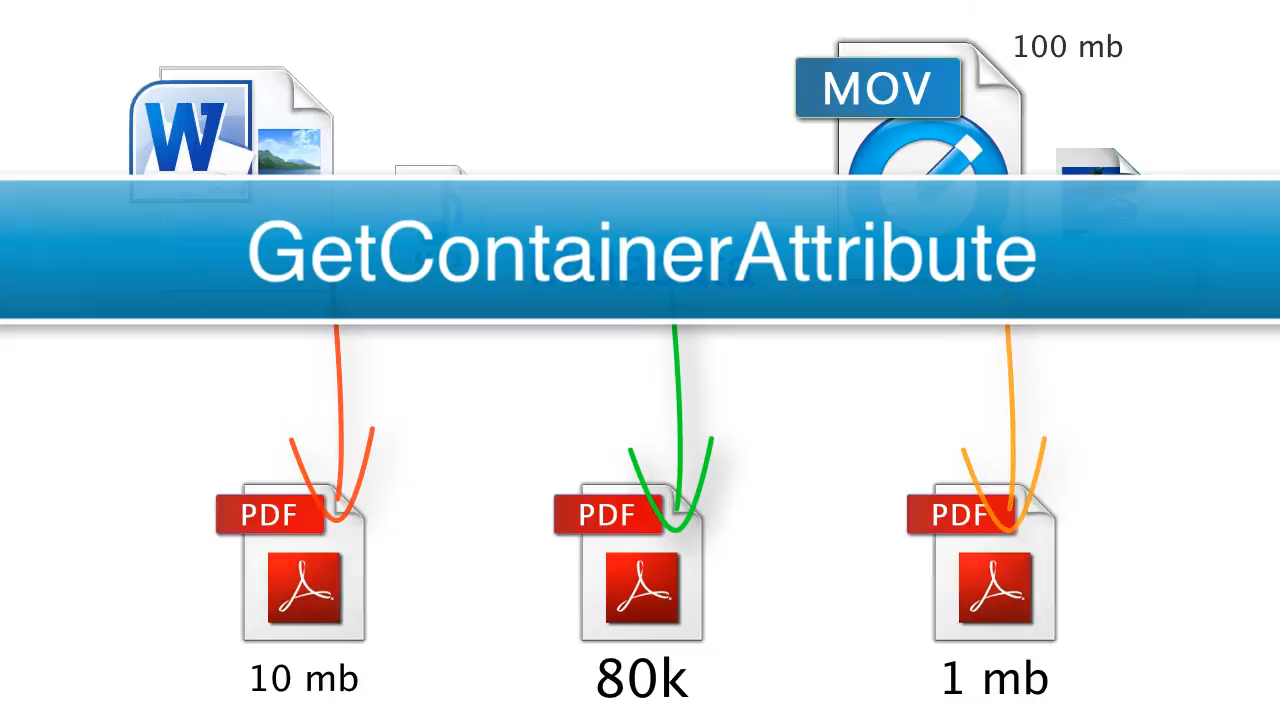 100 mb
MOV
W
GetContainerAttribute
PDF
PDF
PDF
10 mb
80k
1 mb